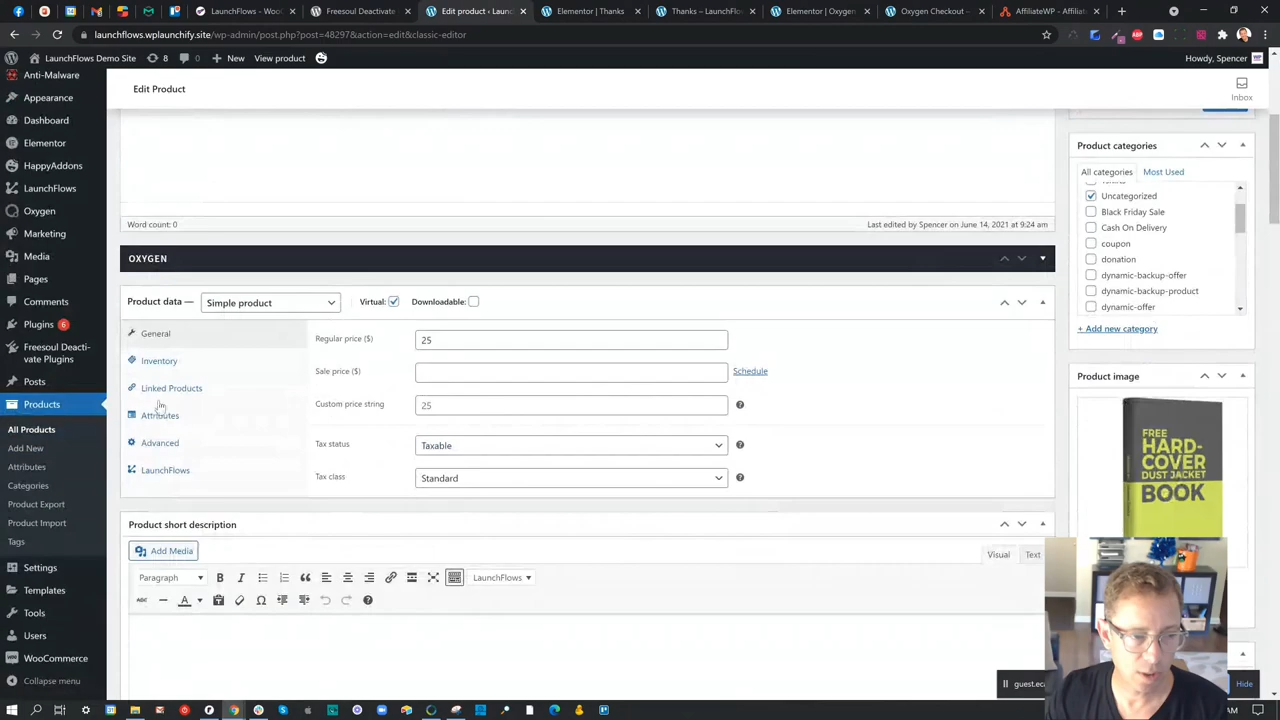 LaunchFlows - Woo
Freesoul Deactivate
Edit product - Laun
Elementor | Thanks
Thanks – LaunchFlow
Elementor | Oxygen
Oxygen Checkout –
AffiliateWP – Affiliat
launchflows.wplaunchify.site/wp-admin/post.php?post=48297&action=edit&classic-editor
LaunchFlows Demo Site
8
0
New
View product
Howdy, Spencer
Anti-Malware
Appearance
Dashboard
Elementor
HappyAddons
LaunchFlows
Oxygen
Marketing
Media
Pages
Comments
Plugins 6
Freesoul Deacti-
vate Plugins
Posts
Products
All Products
Add New
Attributes
Categories
Product Export
Product Import
Tags
Settings
Templates
Tools
Users
WooCommerce
Collapse menu
Edit Product
Inbox
Word count: 0
Last edited by Spencer on June 14, 2021 at 9:24 am
OXYGEN
Product data —
Simple product
Virtual:
Downloadable:
General
Inventory
Linked Products
Attributes
Advanced
LaunchFlows
Regular price ($)
25
Sale price ($)
Schedule
Custom price string
25
Tax status
Taxable
Tax class
Standard
Product short description
Add Media
Visual
Text
Paragraph
LaunchFlows
Product categories
All categories
Most Used
Uncategorized
Black Friday Sale
Cash On Delivery
coupon
donation
dynamic-backup-offer
dynamic-backup-product
dynamic-offer
+ Add new category
Product image
FREE
HARD-
COVER
DUST JACKET
BOOK
guest.ec
Hide
AM